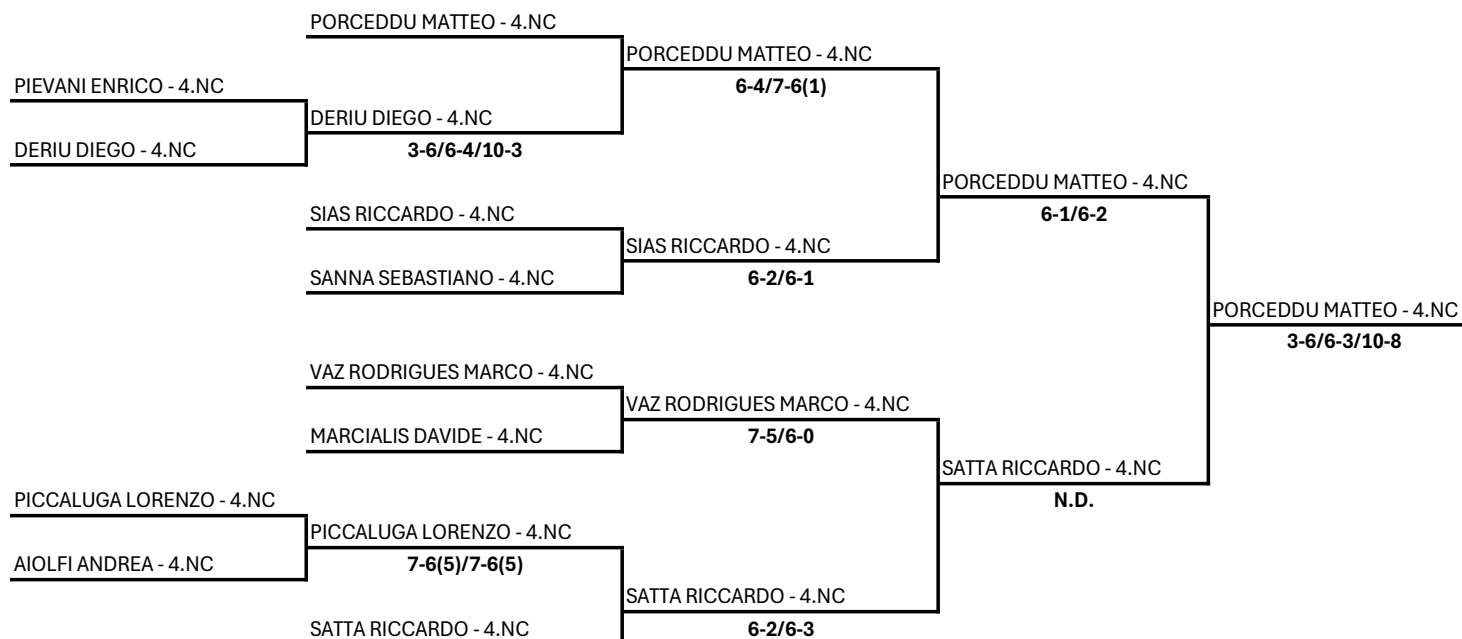 PORCEDDU MATTEO - 4.NC
PORCEDDU MATTEO - 4.NC
PIEVANI ENRICO - 4.NC
6-4/7-6(1)
DERIU DIEGO - 4.NC
DERIU DIEGO - 4.NC
3-6/6-4/10-3
PORCEDDU MATTEO - 4.NC
SIAS RICCARDO - 4.NC
6-1/6-2
SIAS RICCARDO - 4.NC
SANNA SEBASTIANO - 4.NC
6-2/6-1
PORCEDDU MATTEO - 4.NC
3-6/6-3/10-8
VAZ RODRIGUES MARCO - 4.NC
VAZ RODRIGUES MARCO - 4.NC
MARCIALIS DAVIDE - 4.NC
7-5/6-0
SATTA RICCARDO - 4.NC
PICCALUGA LORENZO - 4.NC
N.D.
PICCALUGA LORENZO - 4.NC
AIOLFI ANDREA - 4.NC
7-6(5)/7-6(5)
SATTA RICCARDO - 4.NC
SATTA RICCARDO - 4.NC
6-2/6-3